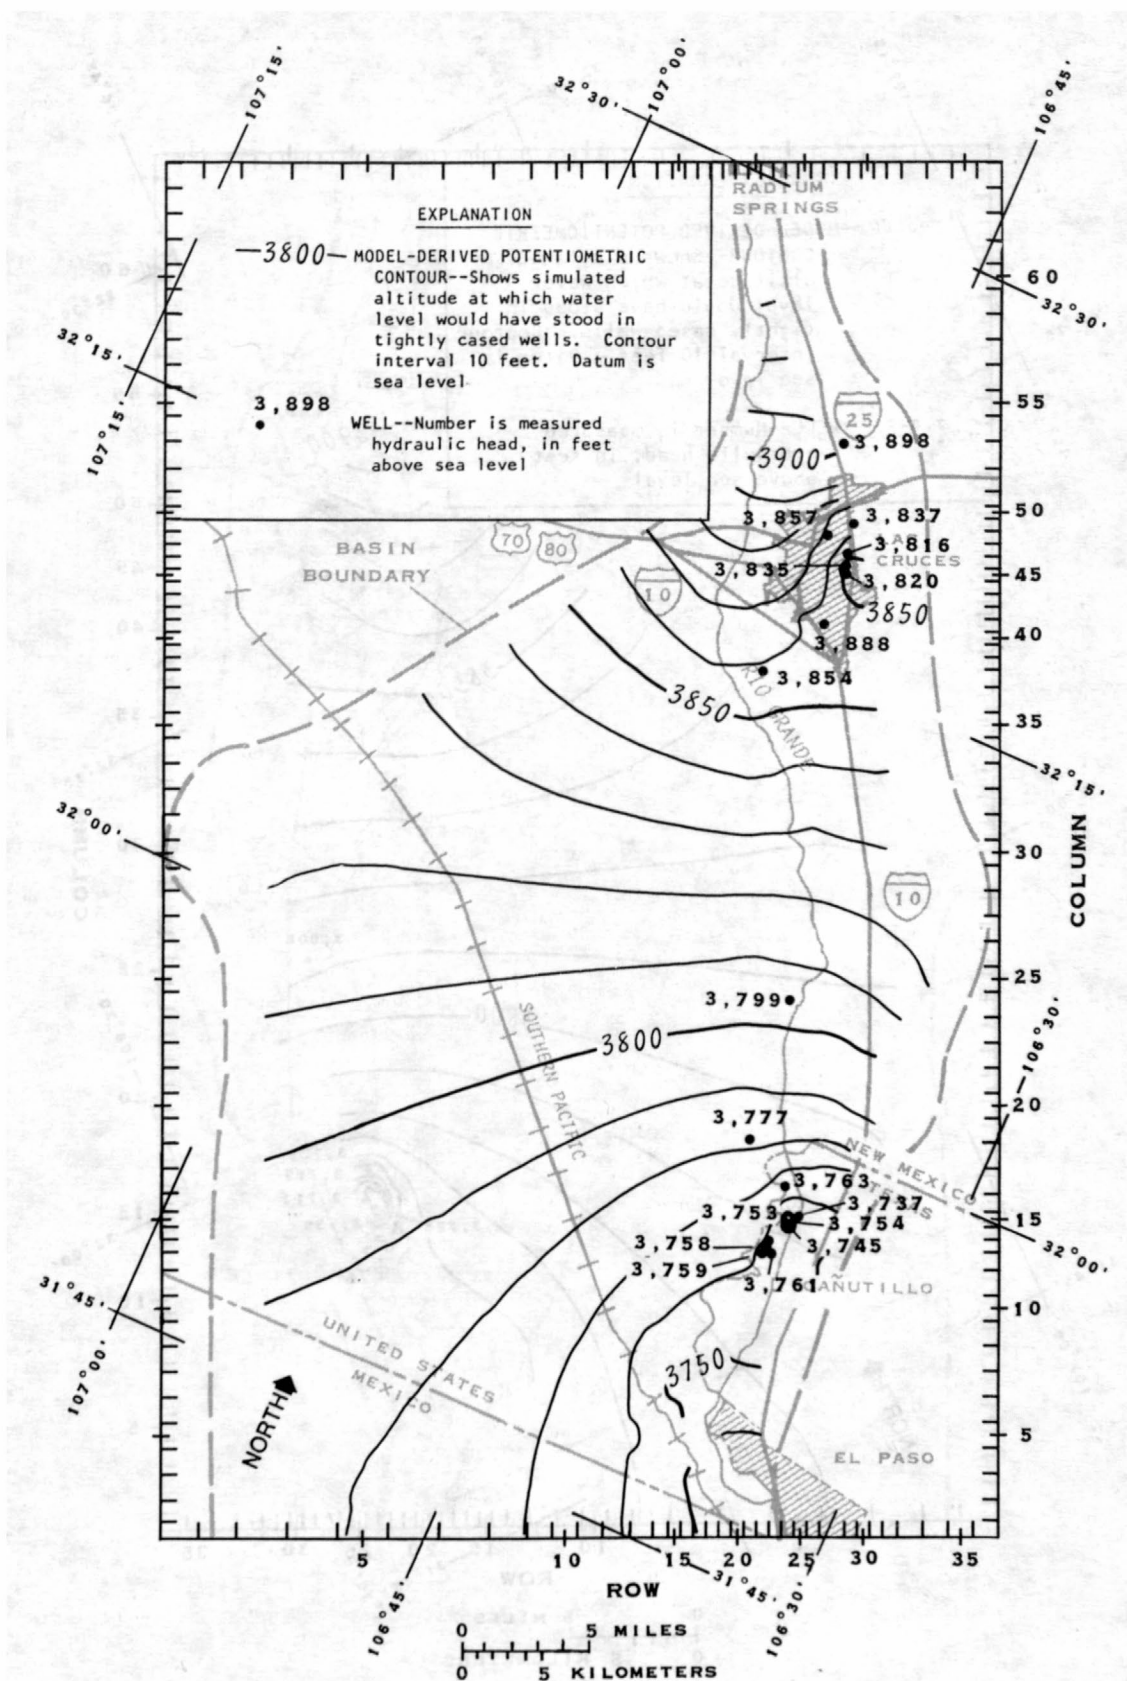 107°15'
32°30'
107°00'
106°45'
RADIUM
SPRINGS
EXPLANATION
—3800— MODEL-DERIVED POTENTIOMETRIC
CONTOUR--Shows simulated
altitude at which water
level would have stood in
tightly cased wells. Contour
interval 10 feet. Datum is
sea level
3,898
WELL--Number is measured
hydraulic head, in feet
above sea level
60
32°30'
32°15'
107°15'
55
25
3,898
3900
50
3,857
3,837
70
80
BASIN
BOUNDARY
3,816
CRUCES
3,835
45
3,820
10
3850
40
3,888
3,854
RIO GRANDE
3850
35
32°15'
32°00'
30
10
COLUMN
25
3,799
SOUTHERN PACIFIC
3800
106°30'
20
3,777
NEW MEXICO
TEXAS
3,763
3,737
3,753
15
3,754
3,758
3,745
32°00'
3,759
3,761
CAÑUTILLO
31°45'
10
107°00'
UNITED STATES
MEXICO
3750
NORTH
5
EL PASO
5
10
15
20
25
30
35
ROW
106°45'
31°45'
106°30'
0 5 MILES
0 5 KILOMETERS